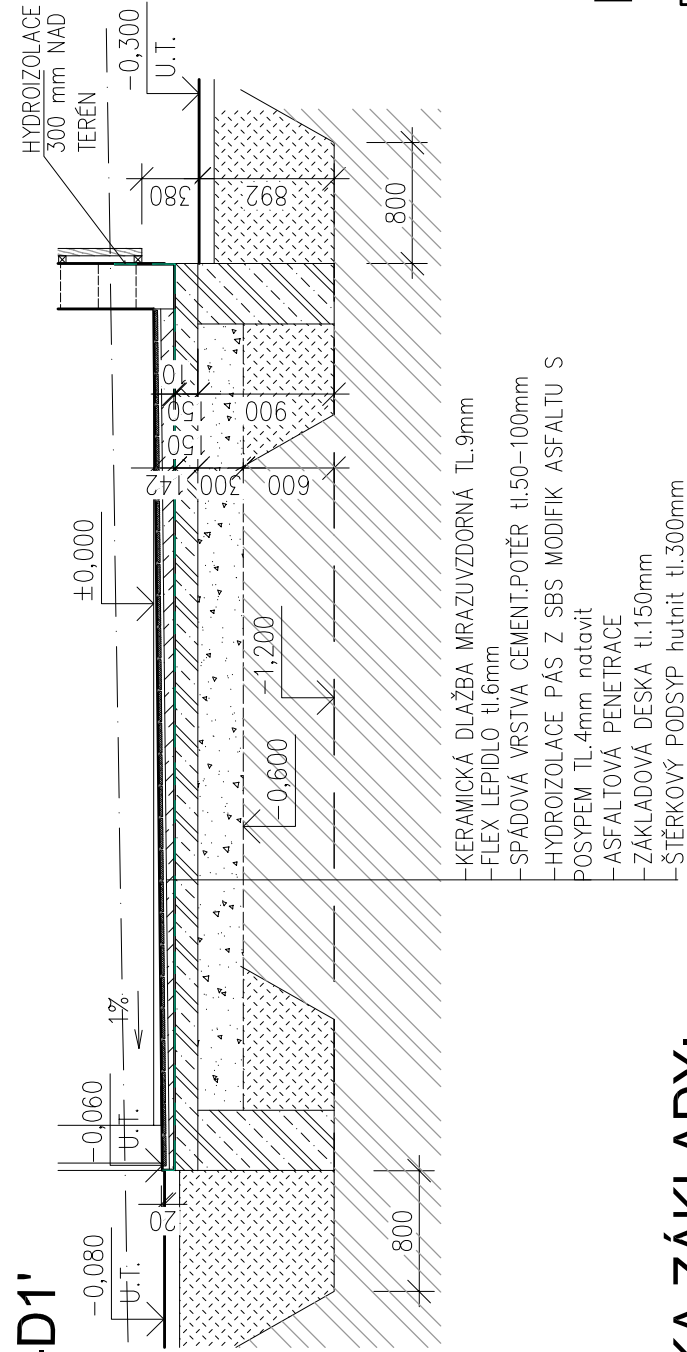 -D1'
-0,080
U.T.
20
-0,060
U.T.
1%
±0,000
HYDROIZOLACE
300 mm NAD
TERÉN
-0,300
U.T.
380
892
800
10
150
900
50
142
300
600
-0,600
-1,200
800
KERAMICKÁ DLAŽBA MRAZUVZDORNÁ TL.9mm
FLEX LEPIDLO tl.6mm
SPÁDOVÁ VRSTVA CEMENT.POTĚR tl.50-100mm
HYDROIZOLACE PÁS Z SBS MODIFIK ASFALTU S
POSYPEM TL.4mm natavit
ASFALTOVÁ PENETRACE
ZÁKLADOVÁ DESKA tl.150mm
ŠTĚRKOVÝ PODSYP hutnit tl.300mm
KA ZÁKLADY: